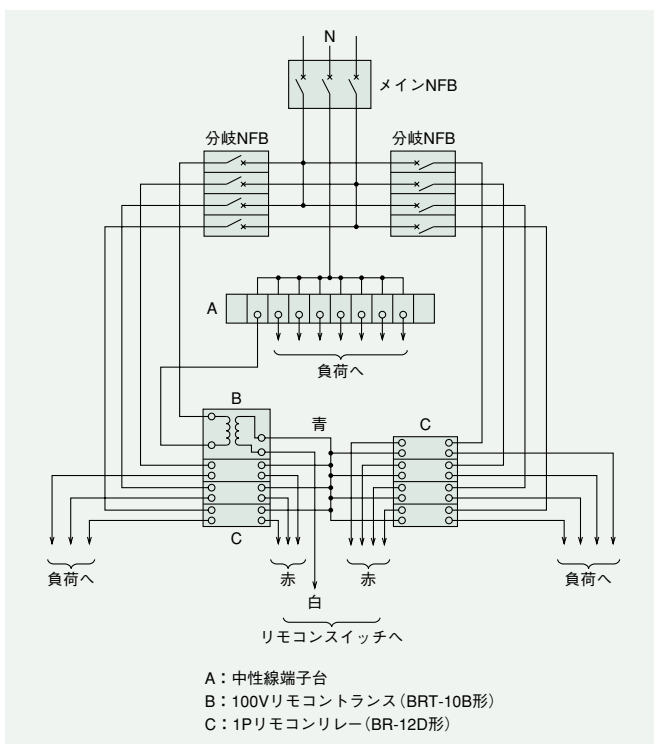 N
メインNFB
分岐NFB
分岐NFB
A
負荷へ
B
青
C
C
負荷へ
赤
赤
負荷へ
白
リモコンスイッチへ
A：中性線端子台
B：100Vリモコントランス（BRT-10B形）
C：1Pリモコンリレー（BR-12D形）